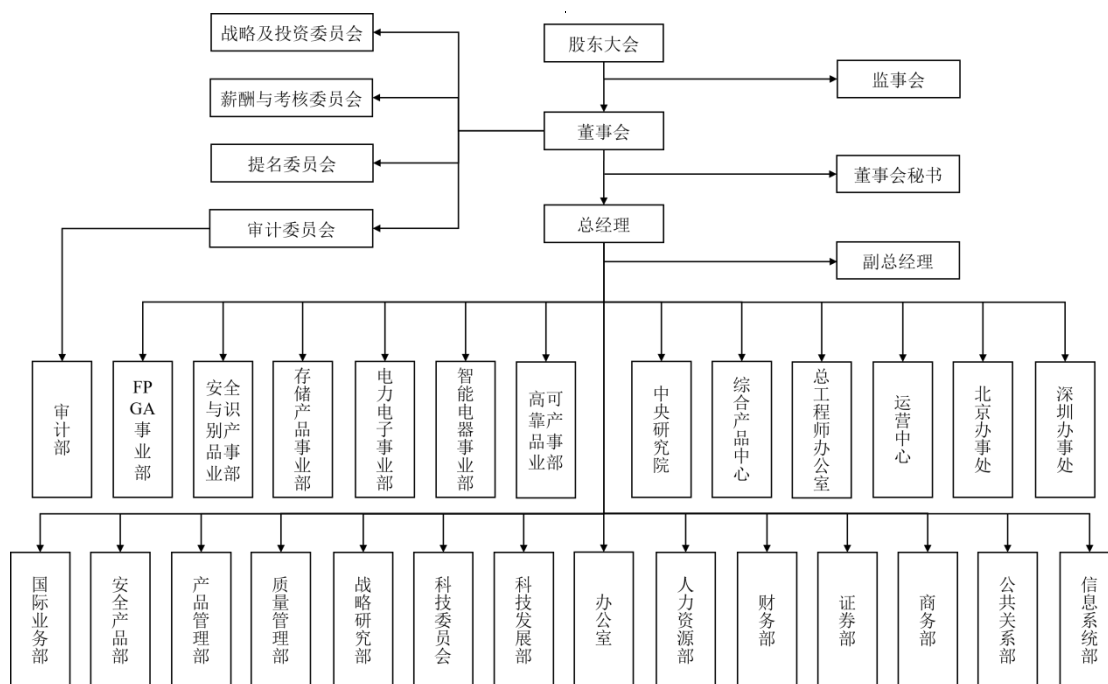 战略及投资委员会
股东大会
监事会
薪酬与考核委员会
董事会
提名委员会
董事会秘书
审计委员会
总经理
副总经理
审计部
FP
GA
事业部
安全
与识
别产
品事
业部
存储产品事业部
电力电子事业部
智能电器事业部
高可
靠产
品事
业部
中央研究院
综合产品中心
总工程师办公室
运营中心
北京办事处
深圳办事处
国际业务部
安全产品部
产品管理部
质量管理部
战略研究部
科技委员会
科技发展部
办公室
人力资源部
财务部
证券部
商务部
公共关系部
信息系统部